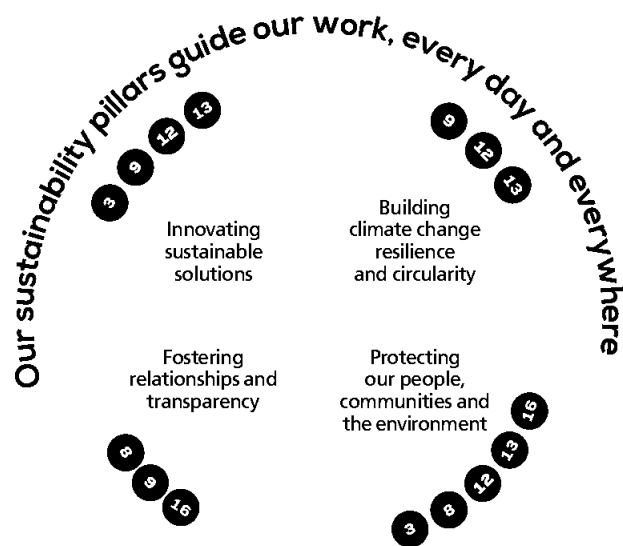 Our sustainability pillars guide our work, every day and everywhere
3 9 12 13
Innovating
sustainable
solutions
9 12 13
Building
climate change
resilience
and circularity
Fostering
relationships and
transparency
8 9 16
Protecting
our people,
communities and
the environment
3 8 12 13 16